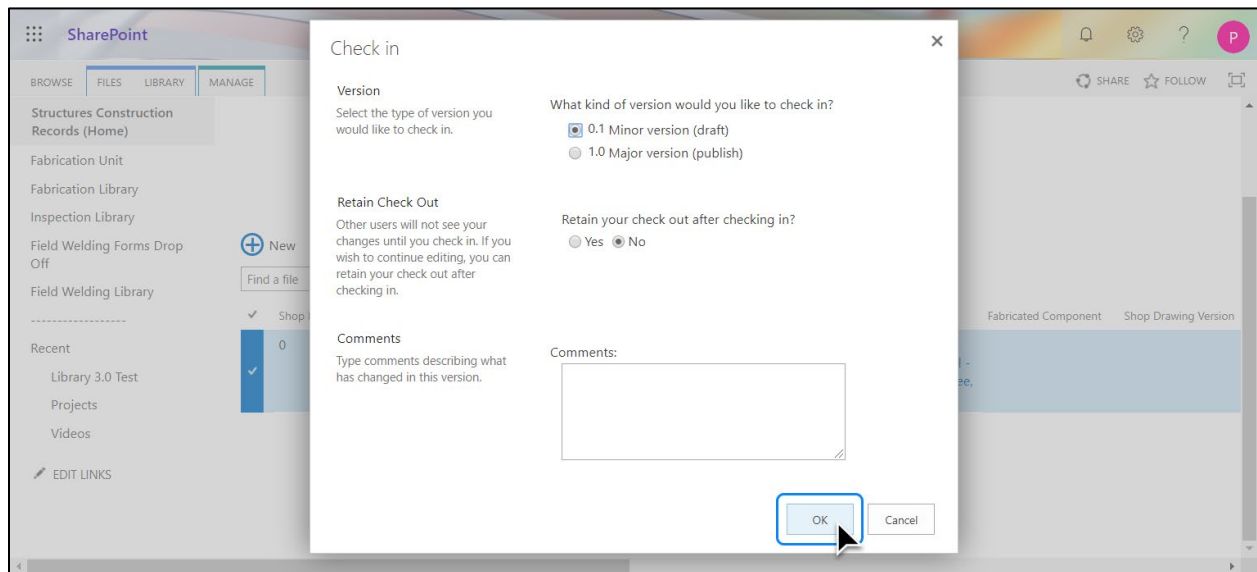 SharePoint
?
P
BROWSE FILES LIBRARY MANAGE
SHARE FOLLOW
Structures Construction
Records (Home)
Fabrication Unit
Fabrication Library
Inspection Library
Field Welding Forms Drop
Off
Field Welding Library
------------------
Recent
Library 3.0 Test
Projects
Videos
EDIT LINKS
New
Find a file
Shop
0
Check in
Version
Select the type of version you
would like to check in.
What kind of version would you like to check in?
0.1 Minor version (draft)
1.0 Major version (publish)
Retain Check Out
Other users will not see your
changes until you check in. If you
wish to continue editing, you can
retain your check out after
checking in.
Retain your check out after checking in?
Yes No
Comments
Type comments describing what
has changed in this version.
Comments:
OK Cancel
Fabricated Component Shop Drawing Version